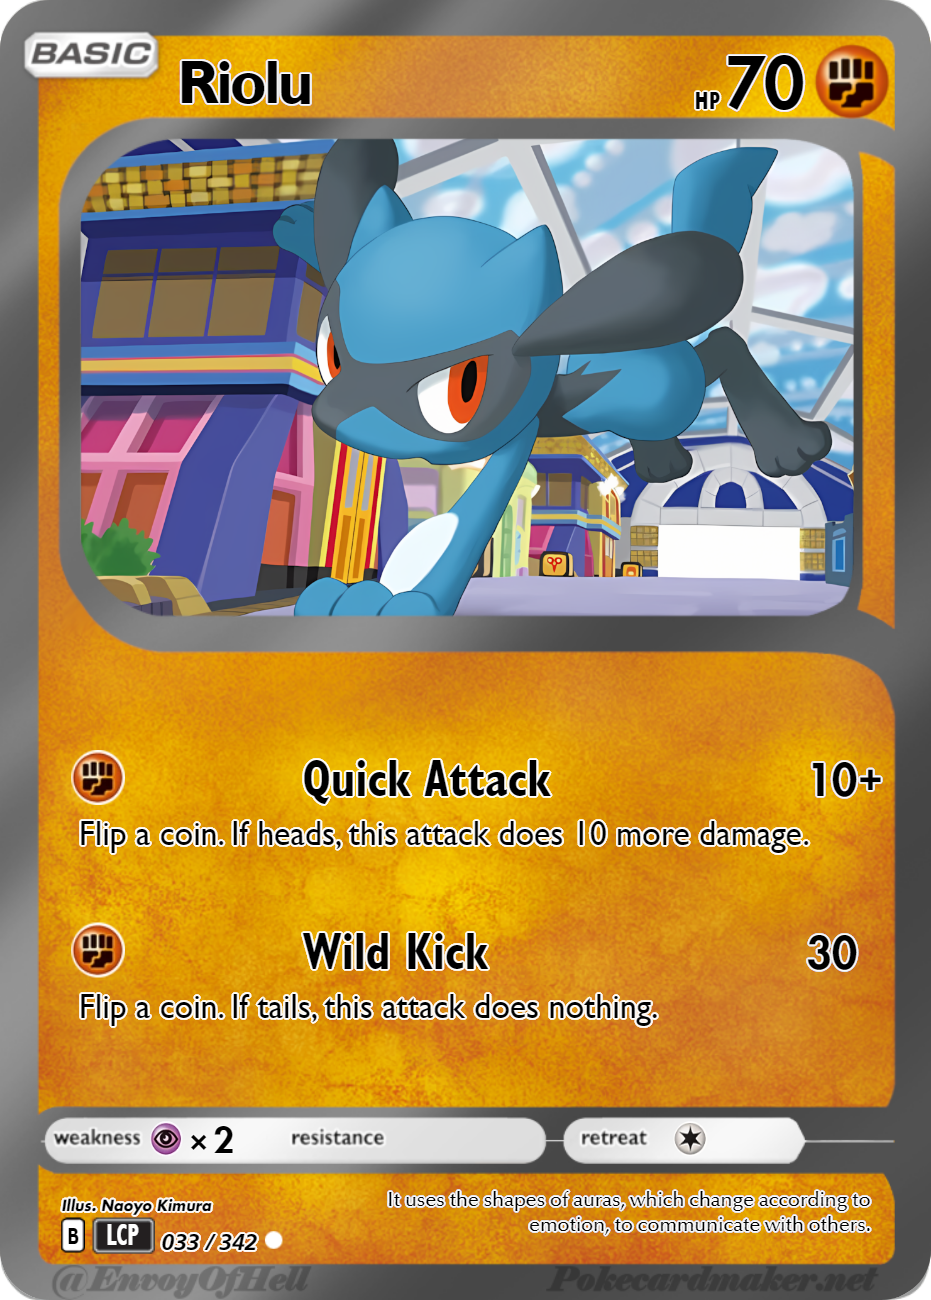 BASIC
Riolu
HP 70
Quick Attack 10+
Flip a coin. If heads, this attack does 10 more damage.
Wild Kick 30
Flip a coin. If tails, this attack does nothing.
weakness ×2 resistance retreat
Illus. Naoyo Kimura
It uses the shapes of auras, which change according to
emotion, to communicate with others.
B LCP 033 / 342
@EnvoyOfHell Pokecardmaker.net